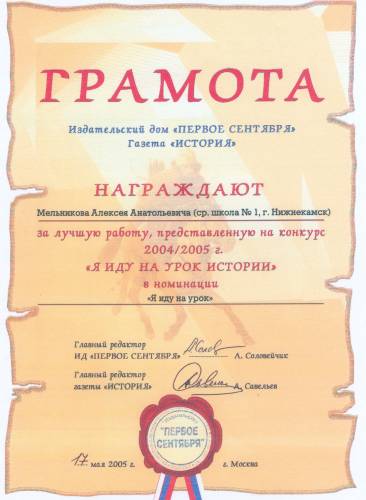 ГРАМОТА
Издательский дом «ПЕРВОЕ СЕНТЯБРЯ»
Газета «ИСТОРИЯ»
НАГРАЖДАЮТ
Мельникова Алексея Анатольевича (ср. школа № 1, г. Нижнекамск)
за лучшую работу, представленную на конкурс
2004/2005 г.
«Я ИДУ НА УРОК ИСТОРИИ»
в номинации
«Я иду на урок»
Главный редактор
ИД «ПЕРВОЕ СЕНТЯБРЯ» А. Соловейчик
Главный редактор
газеты «ИСТОРИЯ» А. Савельев
"ПЕРВОЕ
СЕНТЯБРЯ"
17 мая 2005 г. г. Москва